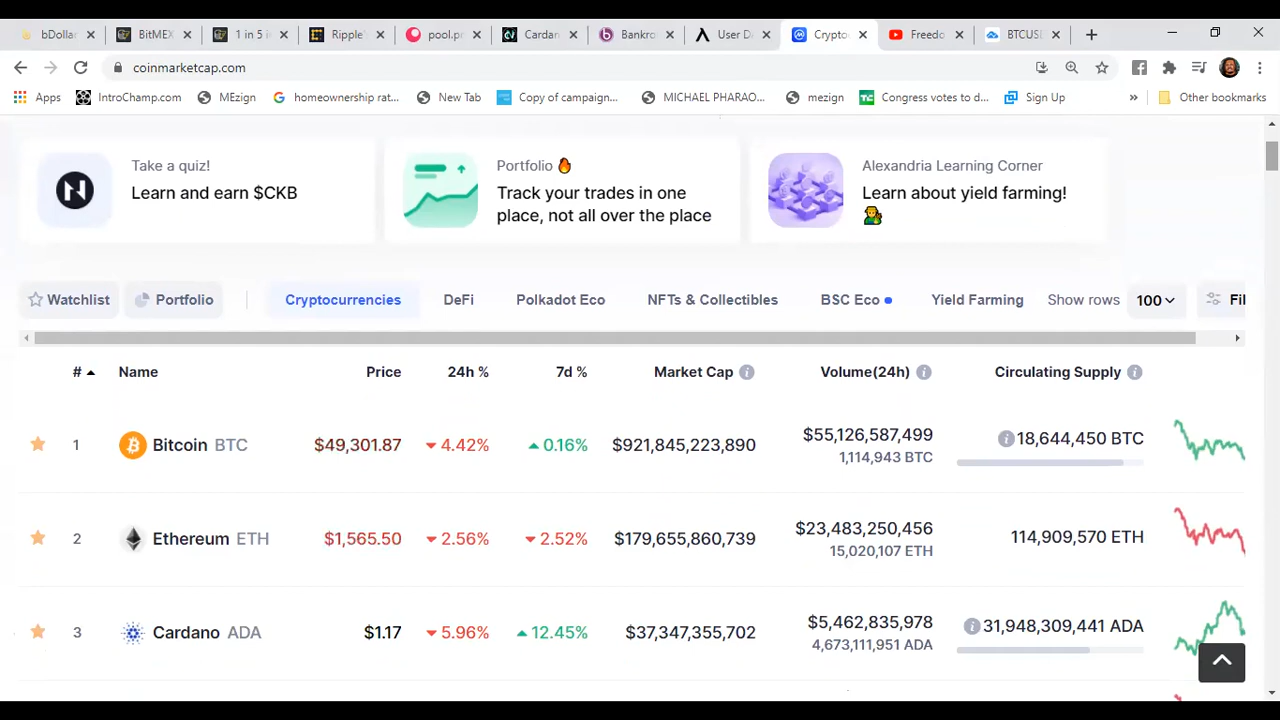 bDollar
BitMEX
1 in 5 i
Ripple
pool.p
Cardan
Bankro
User D
Crypto
Freedo
BTCUS
coinmarketcap.com
Apps
IntroChamp.com
MEzign
homeownership rat...
New Tab
Copy of campaign...
MICHAEL PHARAO...
mezign
Congress votes to d...
Sign Up
»
Other bookmarks
Take a quiz!
Learn and earn $CKB
Portfolio 🔥
Track your trades in one
place, not all over the place
Alexandria Learning Corner
Learn about yield farming!
Watchlist
Portfolio
Cryptocurrencies
DeFi
Polkadot Eco
NFTs & Collectibles
BSC Eco
Yield Farming
Show rows
100
Fil
# Name Price 24h % 7d % Market Cap Volume(24h) Circulating Supply
1 Bitcoin BTC $49,301.87 4.42% 0.16% $921,845,223,890 $55,126,587,499 18,644,450 BTC
1,114,943 BTC
2 Ethereum ETH $1,565.50 2.56% 2.52% $179,655,860,739 $23,483,250,456 114,909,570 ETH
15,020,107 ETH
3 Cardano ADA $1.17 5.96% 12.45% $37,347,355,702 $5,462,835,978 31,948,309,441 ADA
4,673,111,951 ADA